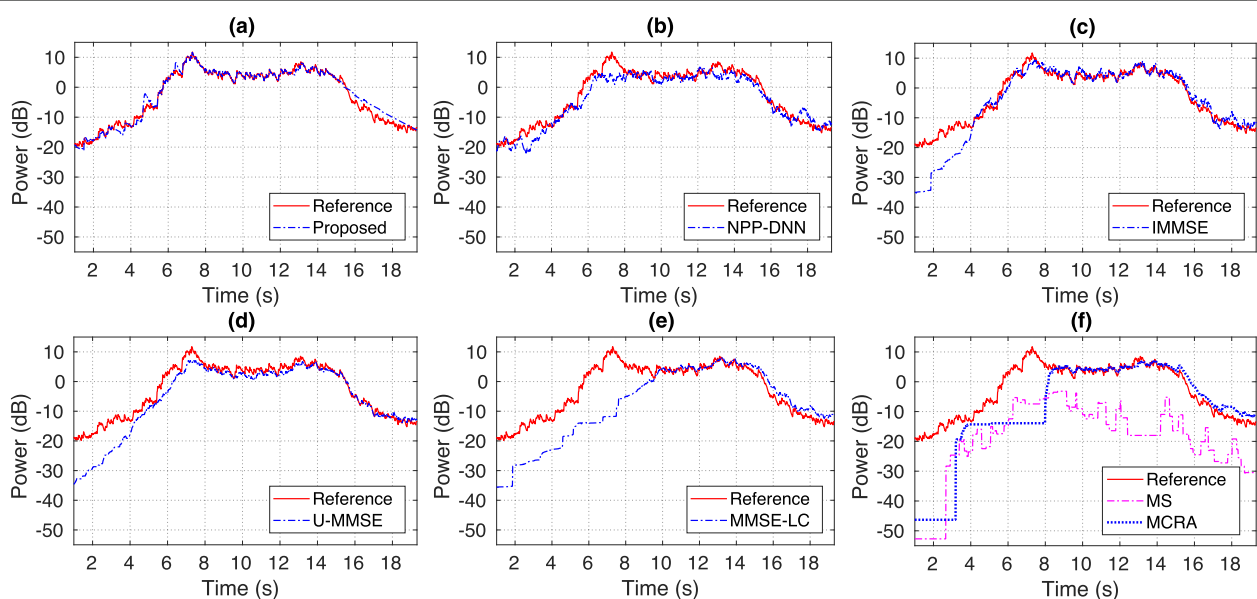 (a)
10
0
-10
-20
-30
-40
-50
Power (dB)
Reference
Proposed
2 4 6 8 10 12 14 16 18
Time (s)
(b)
10
0
-10
-20
-30
-40
-50
Power (dB)
Reference
NPP-DNN
2 4 6 8 10 12 14 16 18
Time (s)
(c)
10
0
-10
-20
-30
-40
-50
Power (dB)
Reference
IMMSE
2 4 6 8 10 12 14 16 18
Time (s)
(d)
10
0
-10
-20
-30
-40
-50
Power (dB)
Reference
U-MMSE
2 4 6 8 10 12 14 16 18
Time (s)
(e)
10
0
-10
-20
-30
-40
-50
Power (dB)
Reference
MMSE-LC
2 4 6 8 10 12 14 16 18
Time (s)
(f)
10
0
-10
-20
-30
-40
-50
Power (dB)
Reference
MS
MCRA
2 4 6 8 10 12 14 16 18
Time (s)